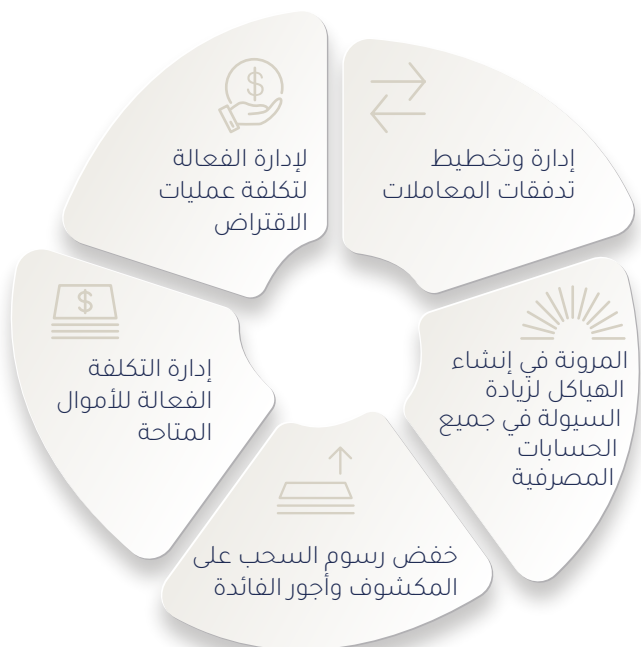 إدارة وتخطيط
تدفقات المعاملات
المرونة في إنشاء
الهياكل لزيادة
السيولة في جميع
الحسابات
المصرفية
خفض رسوم السحب على
المكشوف وأجور الفائدة
إدارة التكلفة
الفعالة للأموال
المتاحة
لإدارة الفعالة
لتكلفة عمليات
الاقتراض